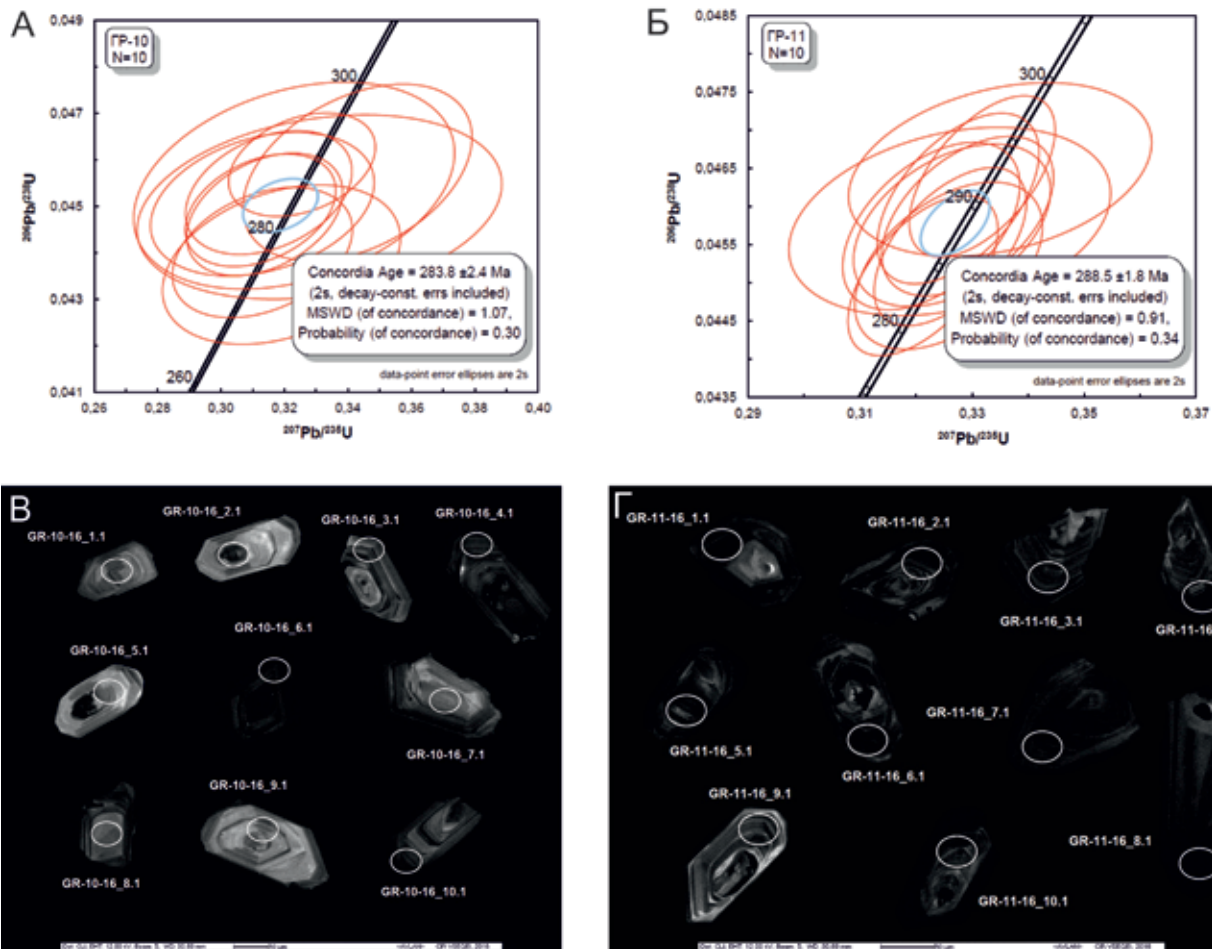 А
ГР-10
N=10
0,049
0,047
0,045
0,043
0,041
²⁰⁶Pb/²³⁸U
300
280
260
Concordia Age = 283.8 ±2.4 Ma
(2s, decay-const. errs included)
MSWD (of concordance) = 1.07,
Probability (of concordance) = 0.30
data-point error ellipses are 2s
0,26 0,28 0,30 0,32 0,34 0,36 0,38 0,40
²⁰⁷Pb/²³⁵U
Б
ГР-11
N=10
0,0485
0,0475
0,0465
0,0455
0,0445
0,0435
²⁰⁶Pb/²³⁸U
300
290
280
Concordia Age = 288.5 ±1.8 Ma
(2s, decay-const. errs included)
MSWD (of concordance) = 0.91,
Probability (of concordance) = 0.34
data-point error ellipses are 2s
0,29 0,31 0,33 0,35 0,37
²⁰⁷Pb/²³⁵U
В
GR-10-16_1.1
GR-10-16_2.1
GR-10-16_3.1
GR-10-16_4.1
GR-10-16_5.1
GR-10-16_6.1
GR-10-16_7.1
GR-10-16_8.1
GR-10-16_9.1
GR-10-16_10.1
Г
GR-11-16_1.1
GR-11-16_2.1
GR-11-16_3.1
GR-11-16
GR-11-16_5.1
GR-11-16_6.1
GR-11-16_7.1
GR-11-16_8.1
GR-11-16_9.1
GR-11-16_10.1